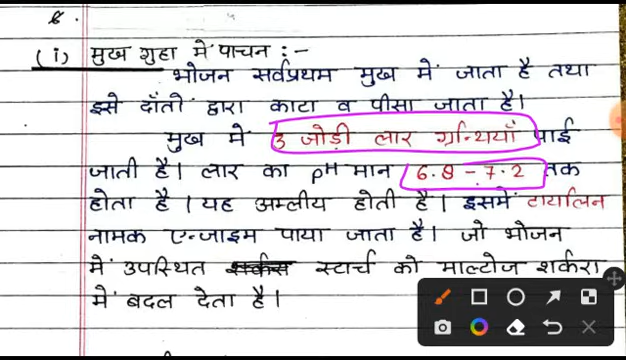 (i) मुख गुहा में पाचन :-
भोजन सर्वप्रथम मुख में जाता है तथा
इसे दाँतो द्वारा काटा व पीसा जाता है।
मुख में 3 जोड़ी लार ग्रन्थियाँ पाई
जाती है। लार का pH मान 6.8 - 7.2 तक
होता है। यह अम्लीय होती है। इसमें टायलिन
नामक एन्जाइम पाया जाता है। जो भोजन
में उपस्थित स्टार्च को माल्टोज शर्करा
में बदल देता है।